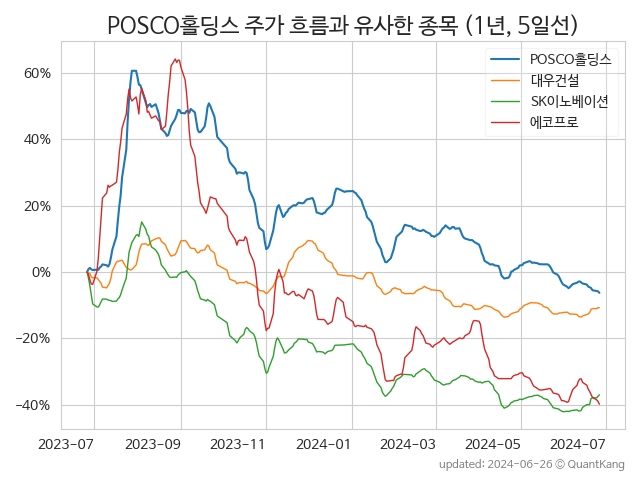 POSCO홀딩스 주가 흐름과 유사한 종목 (1년, 5일선)
POSCO홀딩스
대우건설
SK이노베이션
에코프로
60%
40%
20%
0%
−20%
−40%
2023-07 2023-09 2023-11 2024-01 2024-03 2024-05 2024-07
updated: 2024-06-26 © QuantKang